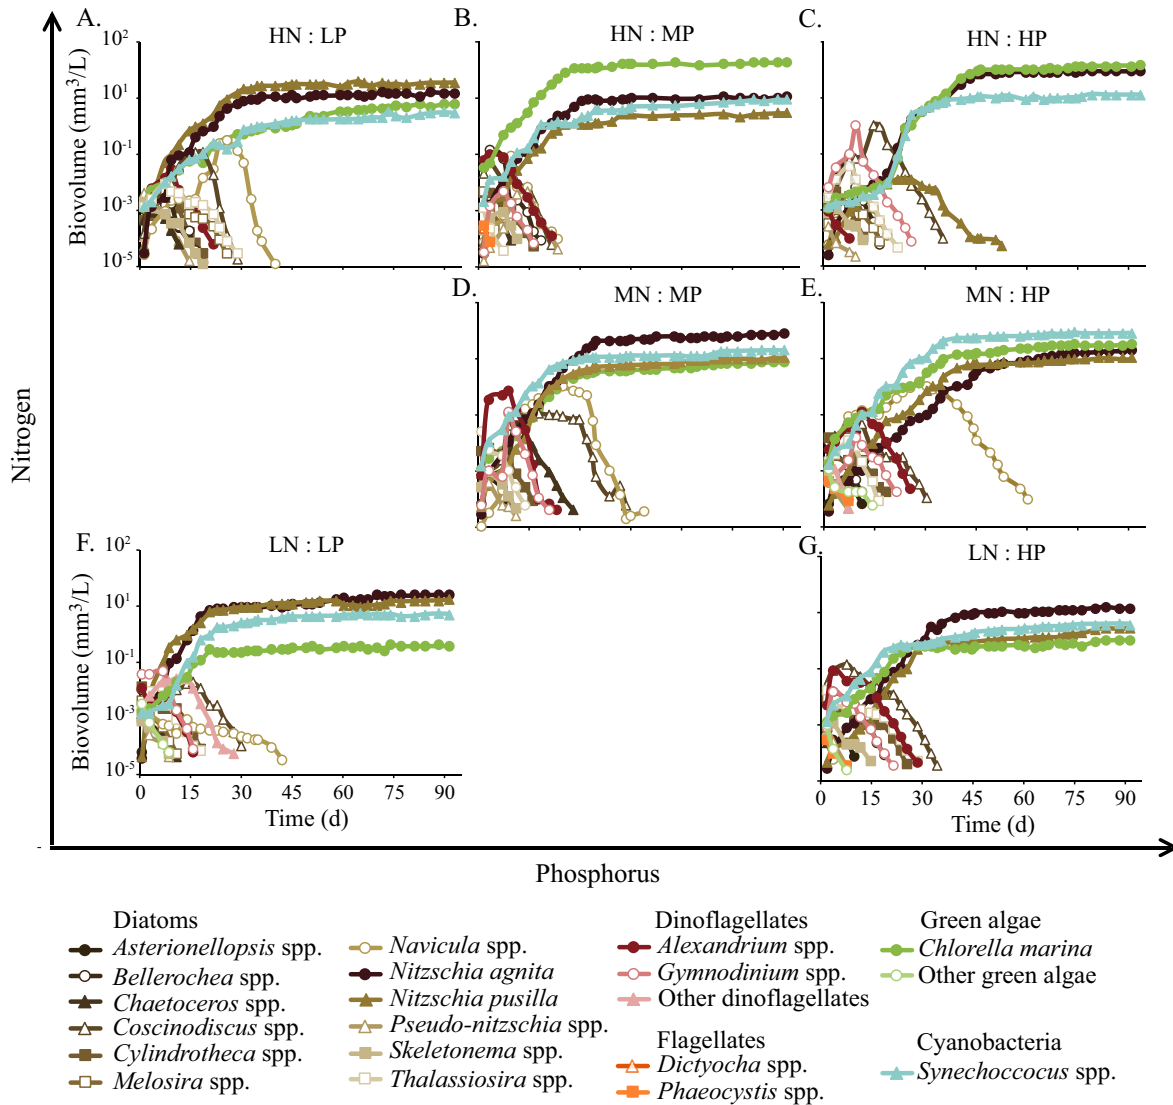 A.
HN : LP
B.
HN : MP
C.
HN : HP
Biovolume (mm³/L)
10²
10¹
10⁻¹
10⁻³
10⁻⁵
D.
MN : MP
E.
MN : HP
Nitrogen
F.
LN : LP
G.
LN : HP
Biovolume (mm³/L)
10²
10¹
10⁻¹
10⁻³
10⁻⁵
0 15 30 45 60 75 90
Time (d)
0 15 30 45 60 75 90
Time (d)
Phosphorus
Diatoms
Asterionellopsis spp.
Bellerochea spp.
Chaetoceros spp.
Coscinodiscus spp.
Cylindrotheca spp.
Melosira spp.
Navicula spp.
Nitzschia agnita
Nitzschia pusilla
Pseudo-nitzschia spp.
Skeletonema spp.
Thalassiosira spp.
Dinoflagellates
Alexandrium spp.
Gymnodinium spp.
Other dinoflagellates
Flagellates
Dictyocha spp.
Phaeocystis spp.
Green algae
Chlorella marina
Other green algae
Cyanobacteria
Synechoccocus spp.